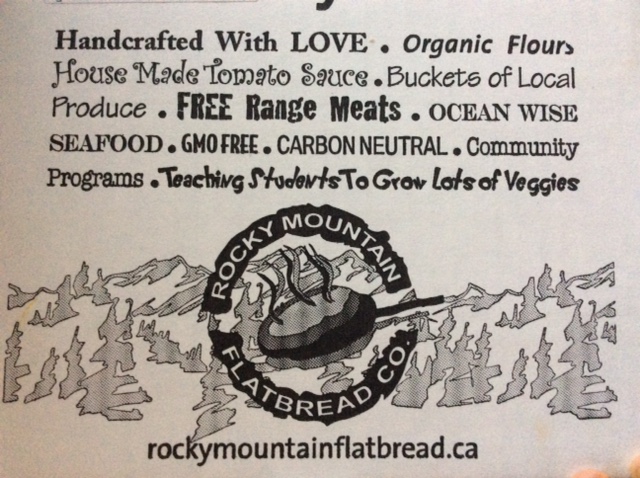 Handcrafted With LOVE • Organic Flours
House Made Tomato Sauce • Buckets of Local
Produce • FREE Range Meats • OCEAN WISE
SEAFOOD • GMO FREE • CARBON NEUTRAL • Community
Programs • Teaching Students To Grow Lots of Veggies
ROCKY MOUNTAIN
FLATBREAD CO.
rockymountainflatbread.ca